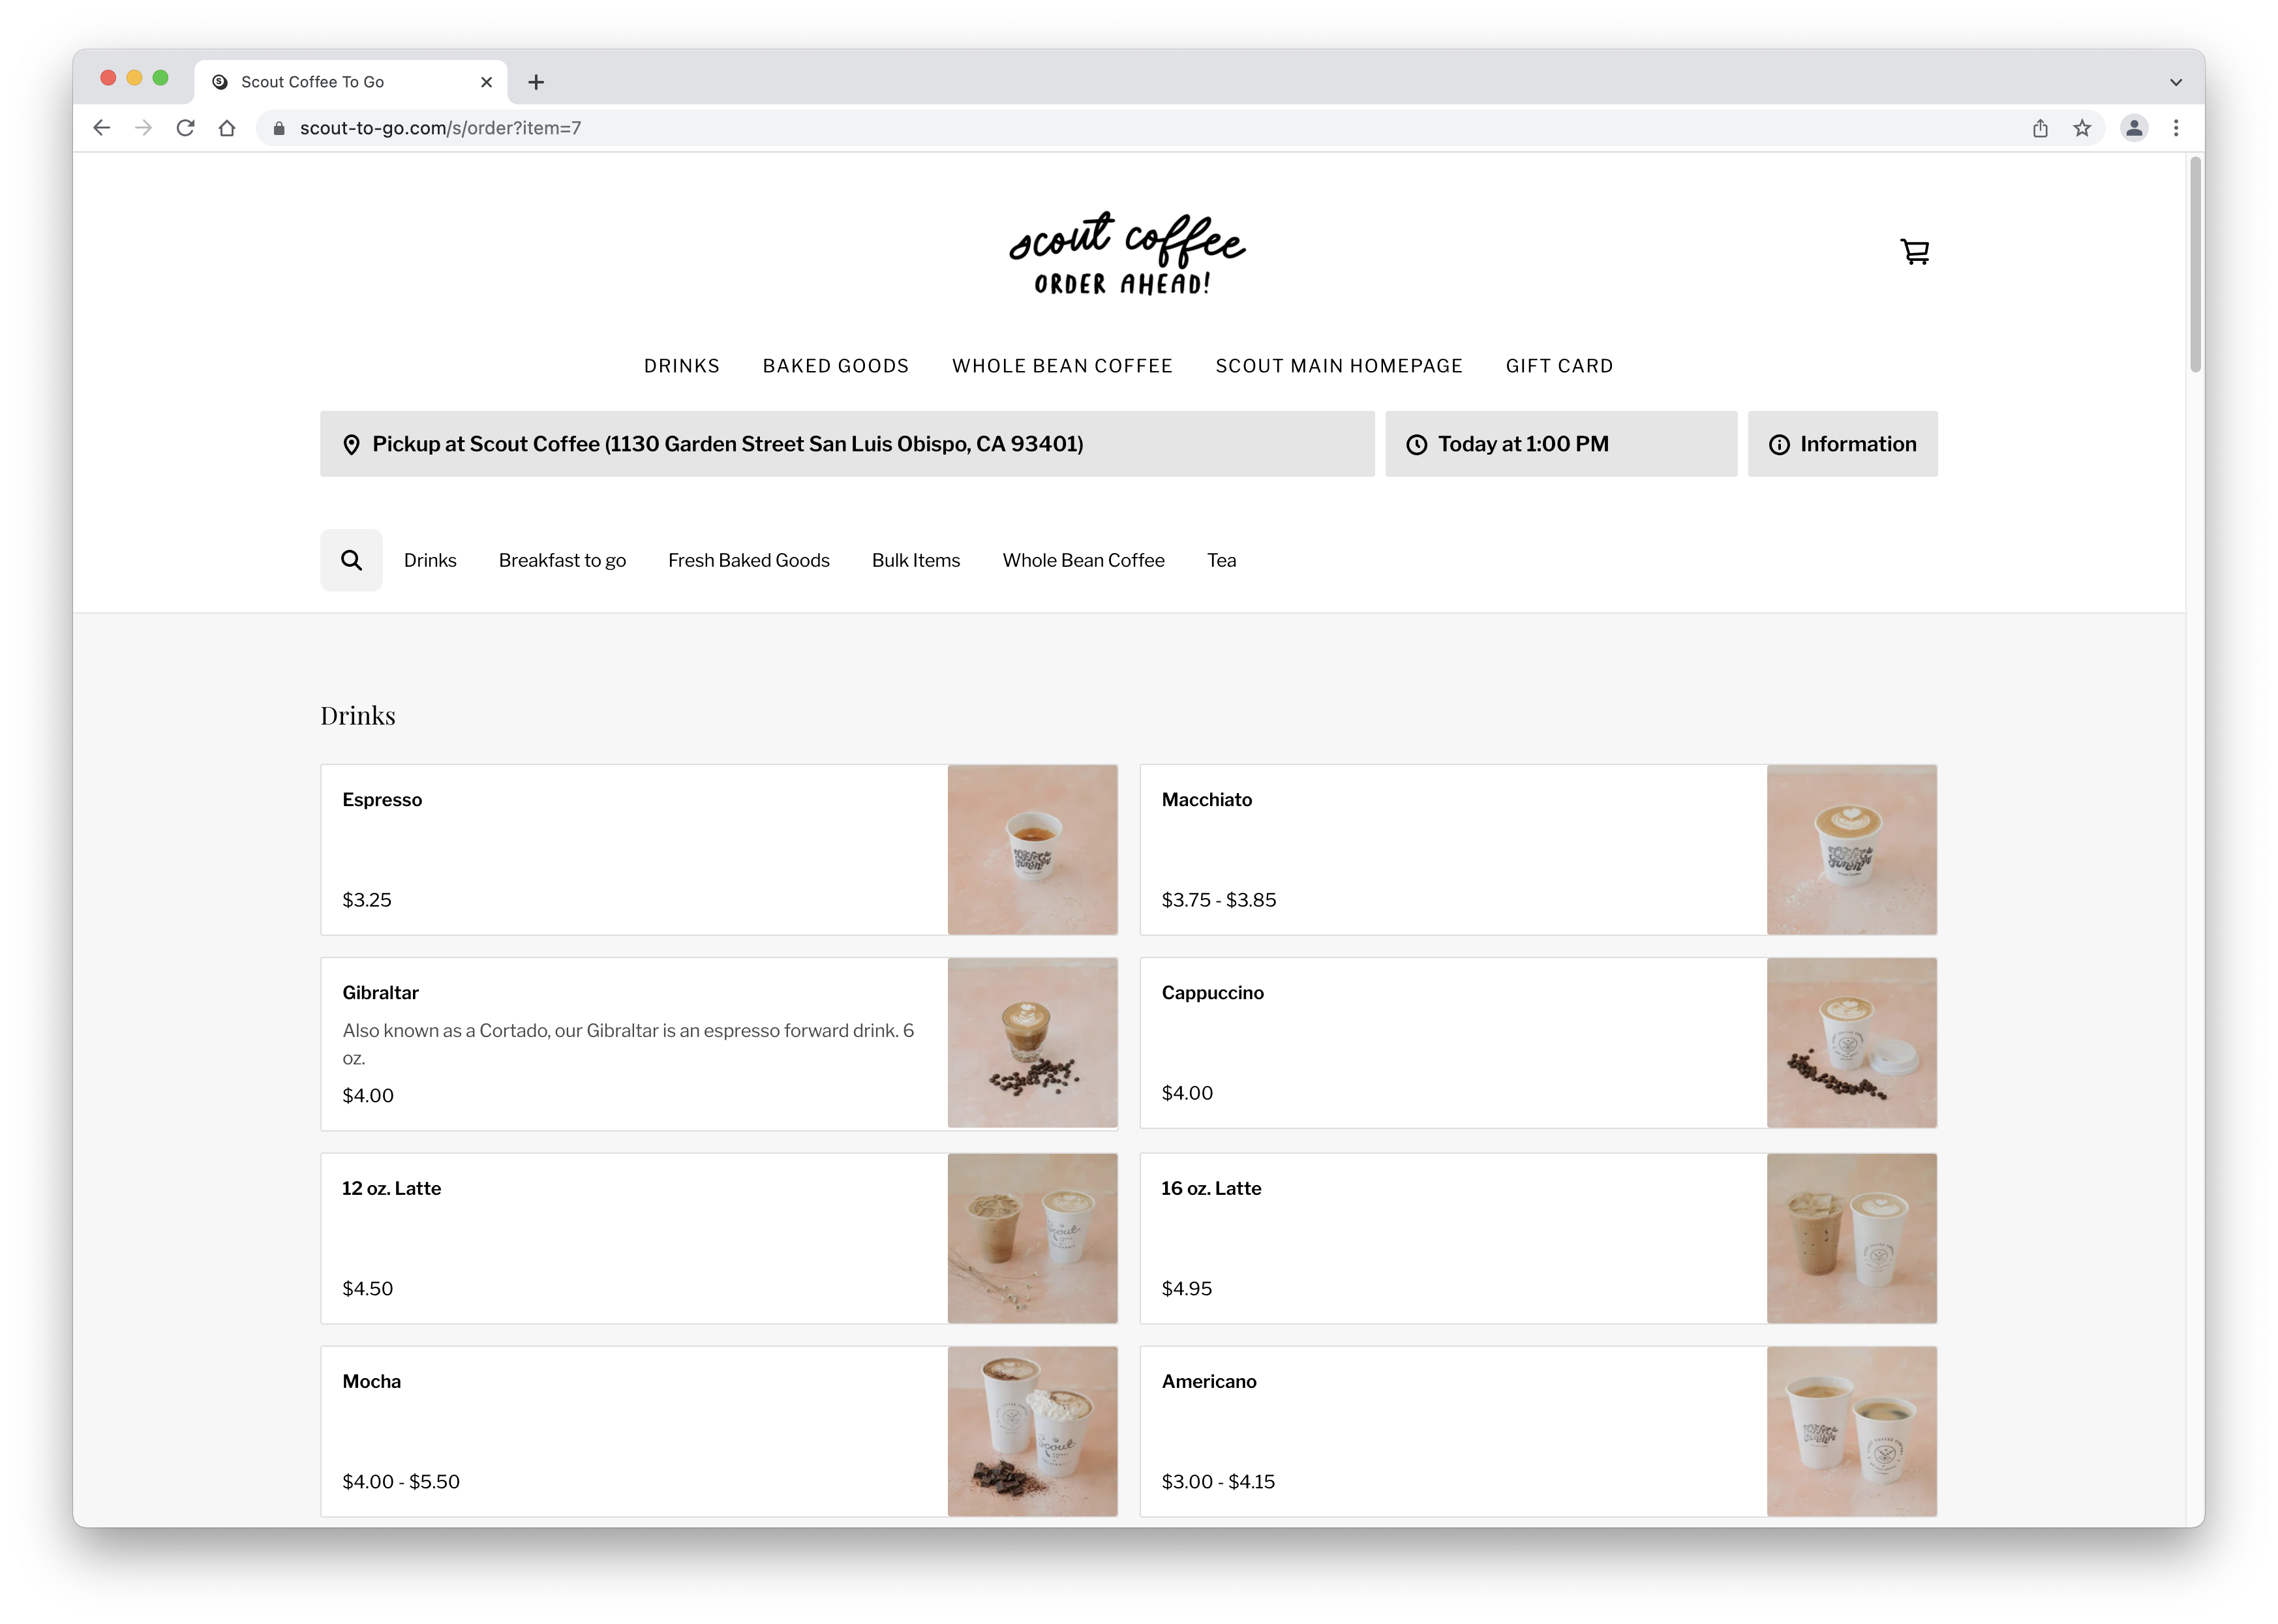 Scout Coffee To Go
scout-to-go.com/s/order?item=7
scout coffee
ORDER AHEAD!
DRINKS BAKED GOODS WHOLE BEAN COFFEE SCOUT MAIN HOMEPAGE GIFT CARD
Pickup at Scout Coffee (1130 Garden Street San Luis Obispo, CA 93401) Today at 1:00 PM Information
Drinks Breakfast to go Fresh Baked Goods Bulk Items Whole Bean Coffee Tea
Drinks
Espresso
$3.25
Macchiato
$3.75 - $3.85
Gibraltar
Also known as a Cortado, our Gibraltar is an espresso forward drink. 6
oz.
$4.00
Cappuccino
$4.00
12 oz. Latte
$4.50
Scout
16 oz. Latte
$4.95
Mocha
$4.00 - $5.50
Scout
Americano
$3.00 - $4.15